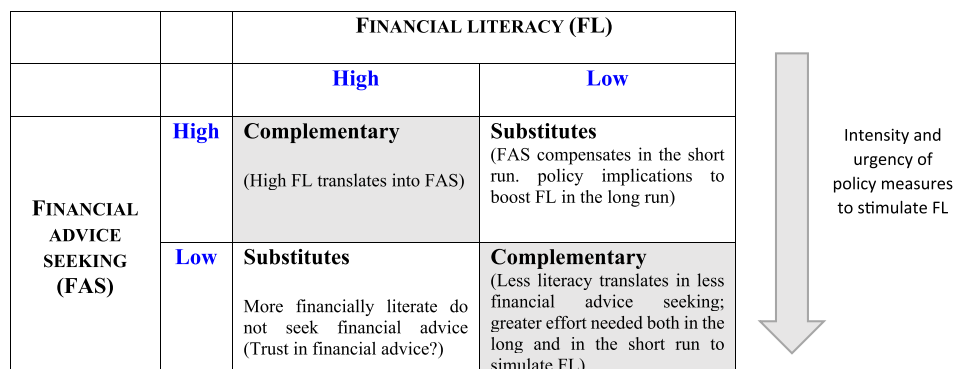 FINANCIAL LITERACY (FL)
High
Low
FINANCIAL
ADVICE
SEEKING
(FAS)
High
Complementary
(High FL translates into FAS)
Substitutes
(FAS compensates in the short
run. policy implications to
boost FL in the long run)
Low
Substitutes
More financially literate do
not seek financial advice
(Trust in financial advice?)
Complementary
(Less literacy translates in less
financial advice seeking;
greater effort needed both in the
long and in the short run to
simulate FL)
Intensity and
urgency of
policy measures
to stimulate FL